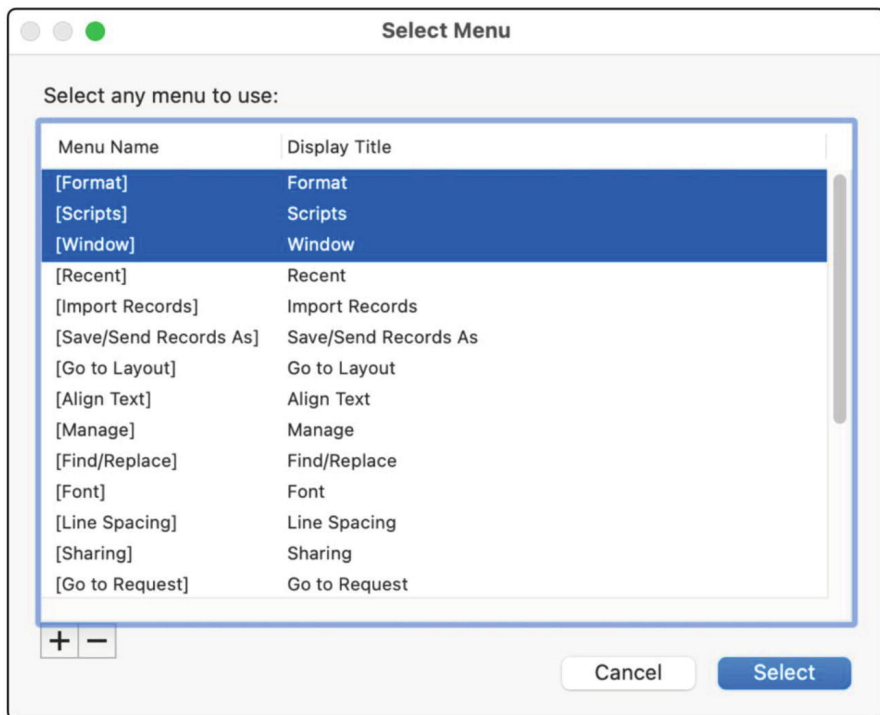 Select Menu
Select any menu to use:
Menu Name Display Title
[Format] Format
[Scripts] Scripts
[Window] Window
[Recent] Recent
[Import Records] Import Records
[Save/Send Records As] Save/Send Records As
[Go to Layout] Go to Layout
[Align Text] Align Text
[Manage] Manage
[Find/Replace] Find/Replace
[Font] Font
[Line Spacing] Line Spacing
[Sharing] Sharing
[Go to Request] Go to Request
+ −
Cancel Select